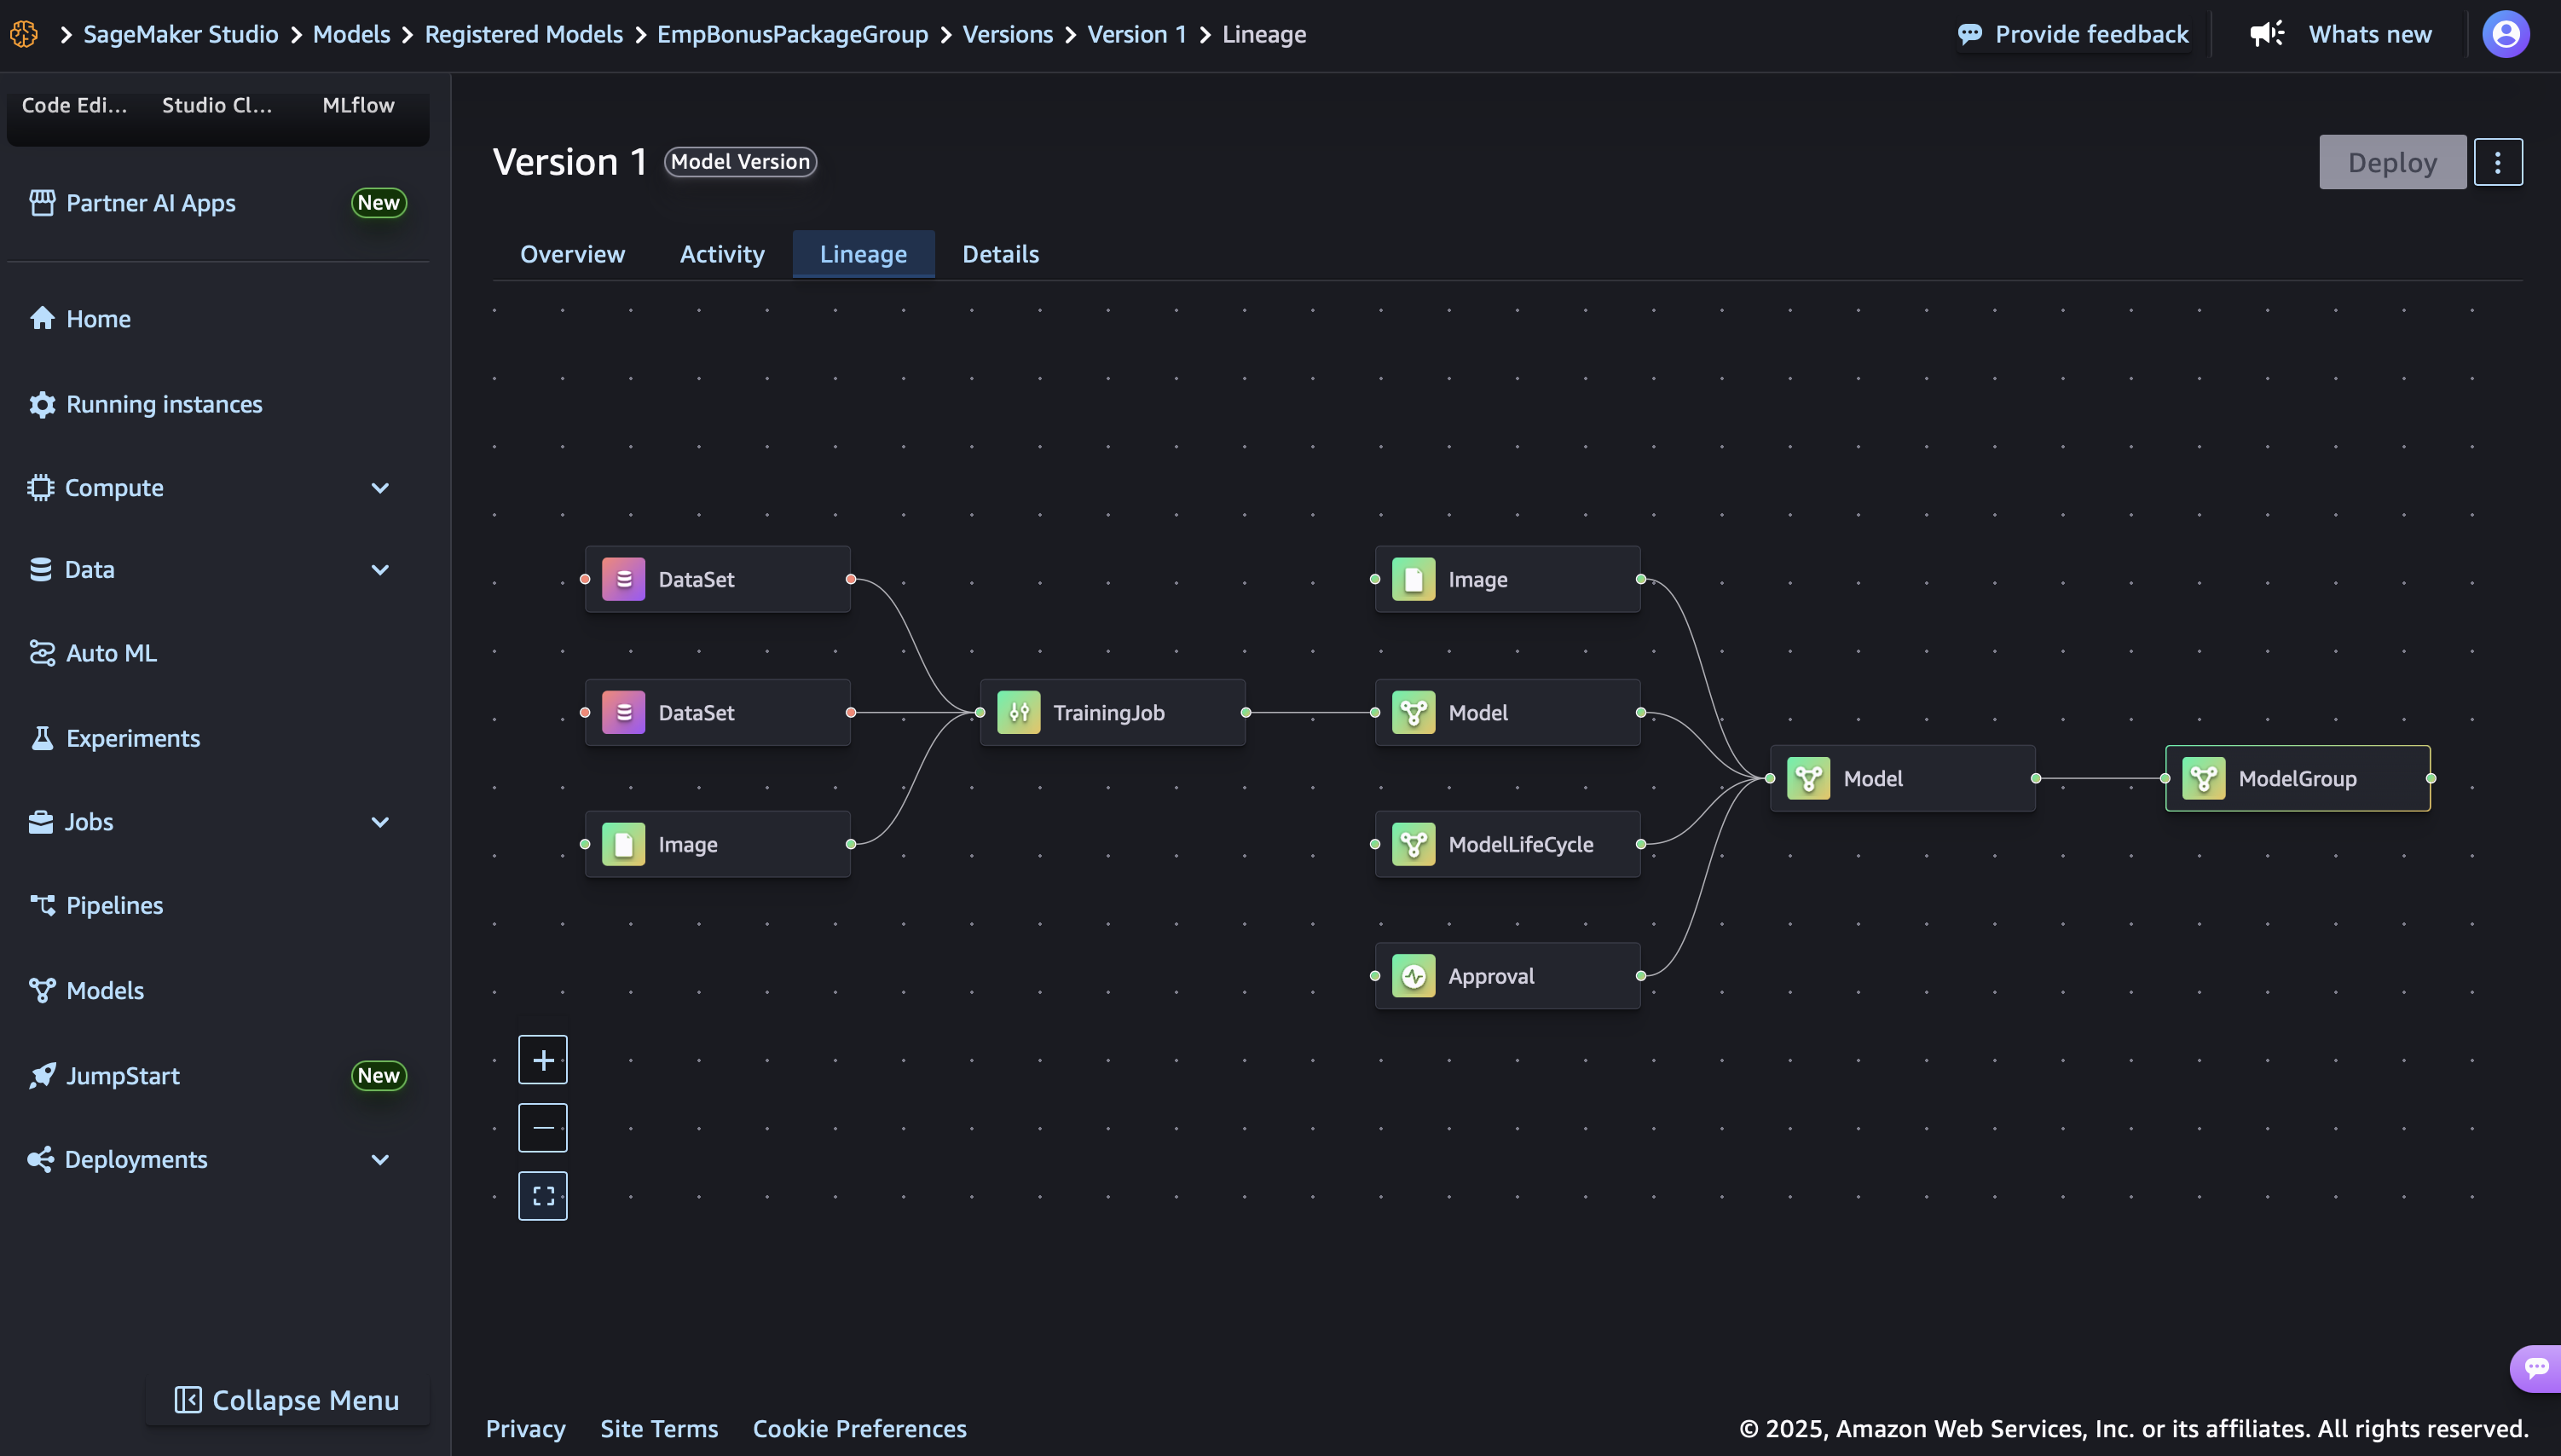 SageMaker Studio > Models > Registered Models > EmpBonusPackageGroup > Versions > Version 1 > Lineage
Provide feedback
Whats new
Code Edi...
Studio Cl...
MLflow
Partner AI Apps
New
Home
Running instances
Compute
Data
Auto ML
Experiments
Jobs
Pipelines
Models
JumpStart
New
Deployments
Collapse Menu
Version 1
Model Version
Deploy
Overview
Activity
Lineage
Details
DataSet
DataSet
Image
TrainingJob
Image
Model
ModelLifeCycle
Approval
Model
ModelGroup
Privacy
Site Terms
Cookie Preferences
© 2025, Amazon Web Services, Inc. or its affiliates. All rights reserved.